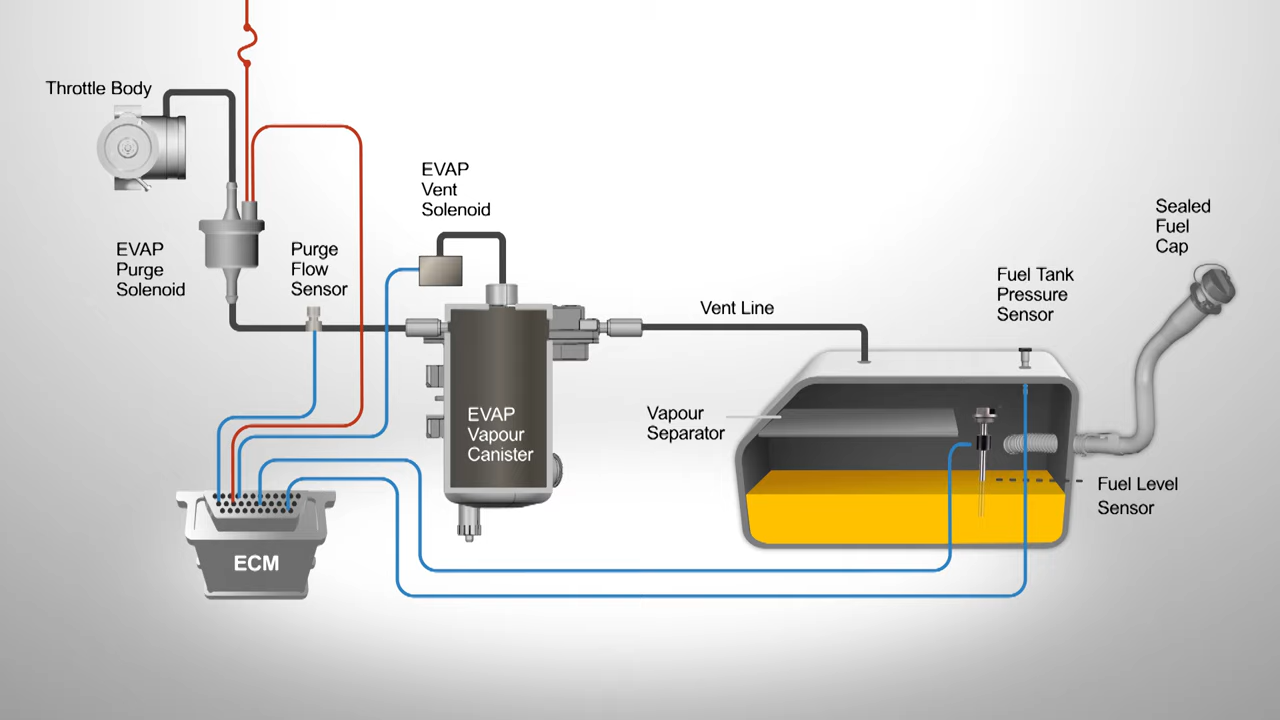 Throttle Body
EVAP
Vent
Solenoid
EVAP
Purge
Solenoid
Purge
Flow
Sensor
Sealed
Fuel
Cap
Fuel Tank
Pressure
Sensor
Vent Line
Vapour
Separator
EVAP
Vapour
Canister
Fuel Level
Sensor
ECM